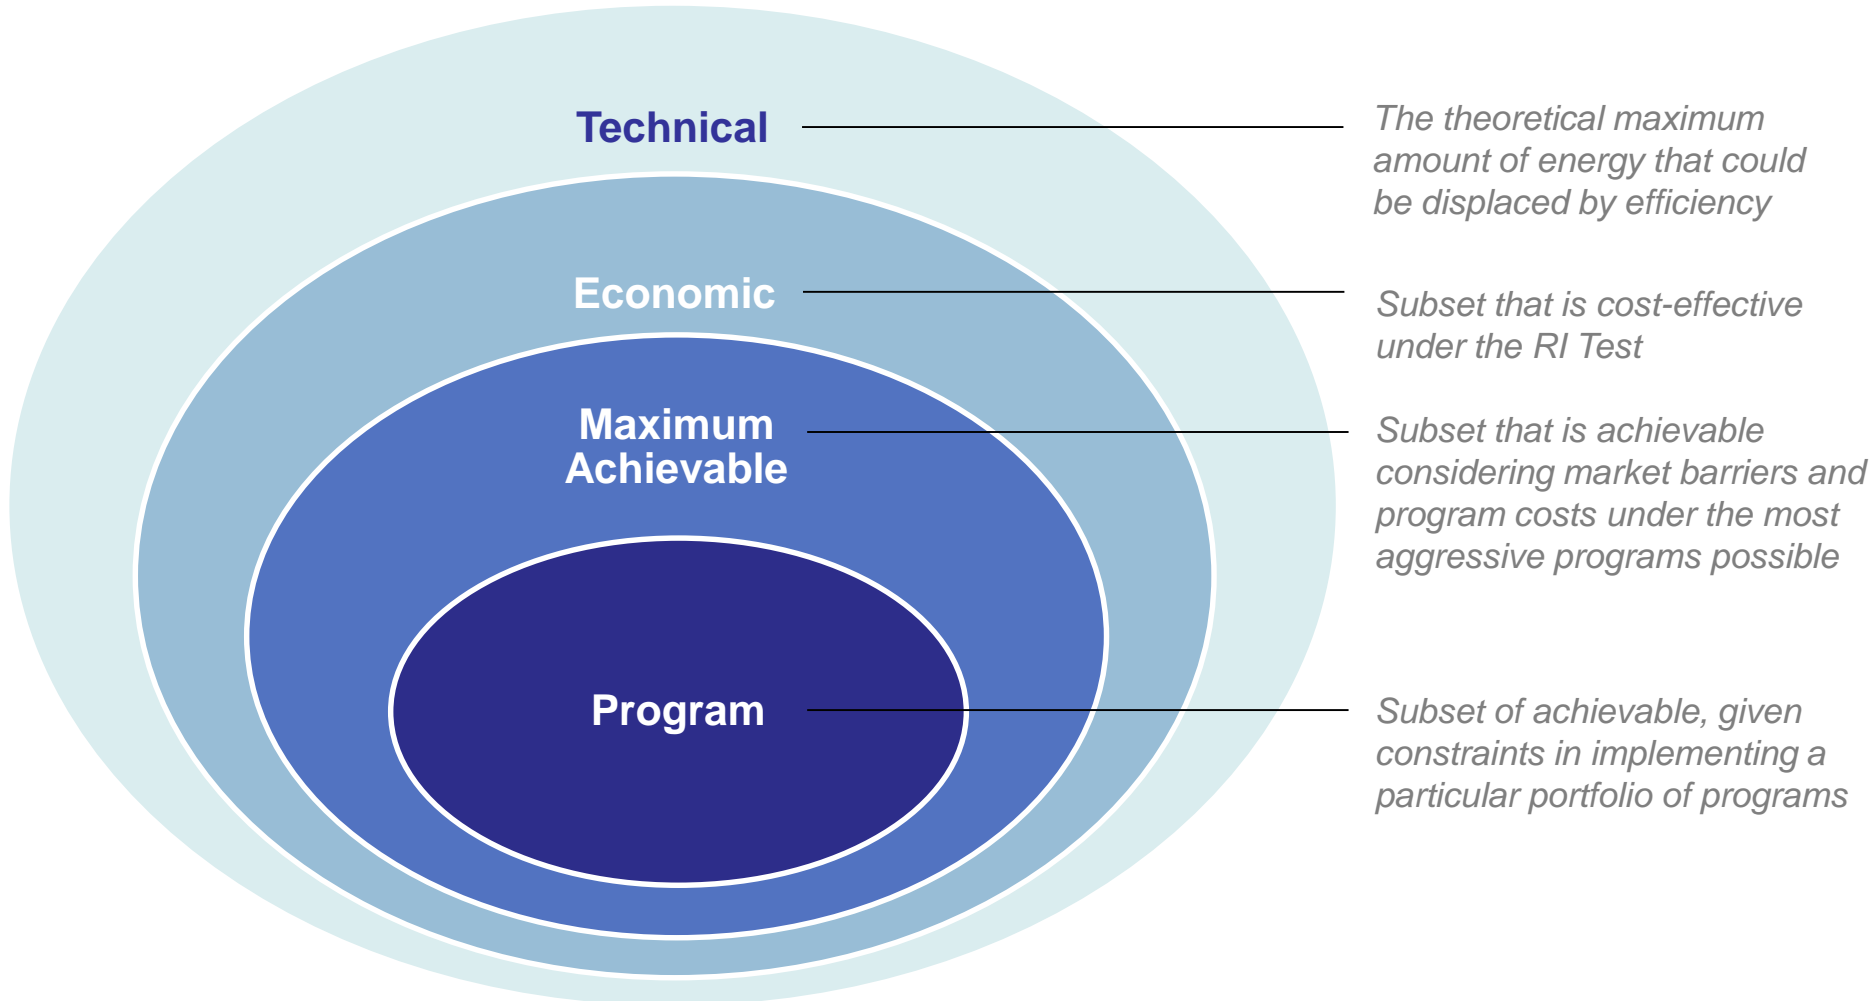 Technical
The theoretical maximum
amount of energy that could
be displaced by efficiency
Economic
Subset that is cost-effective
under the RI Test
Maximum
Achievable
Subset that is achievable
considering market barriers and
program costs under the most
aggressive programs possible
Program
Subset of achievable, given
constraints in implementing a
particular portfolio of programs